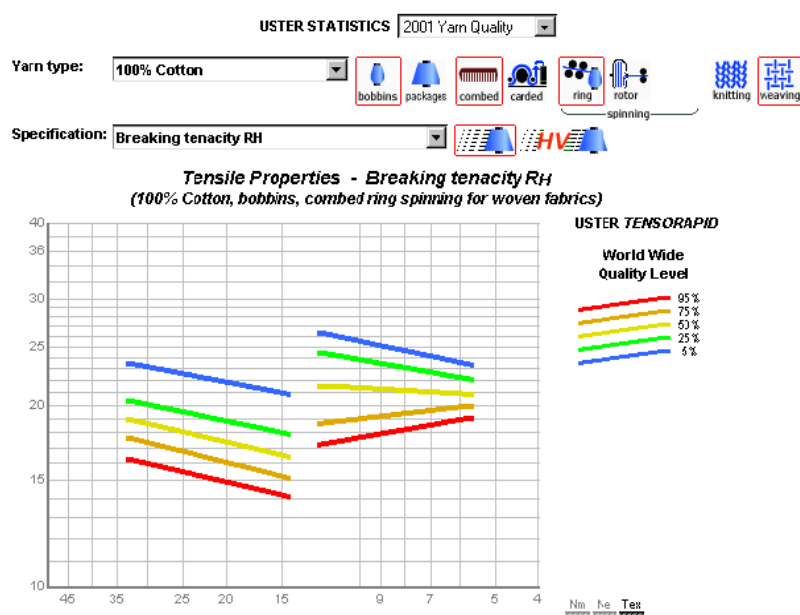 USTER STATISTICS 2001 Yarn Quality
Yarn type: 100% Cotton
bobbins packages combed carded ring rotor knitting weaving
spinning
Specification: Breaking tenacity RH HV
Tensile Properties - Breaking tenacity RH
(100% Cotton, bobbins, combed ring spinning for woven fabrics)
USTER TENSORAPID
World Wide
Quality Level
95%
75%
50%
25%
5%
40
36
30
25
20
15
10
45 35 25 20 15 9 7 5 4
Nm Ne Tex